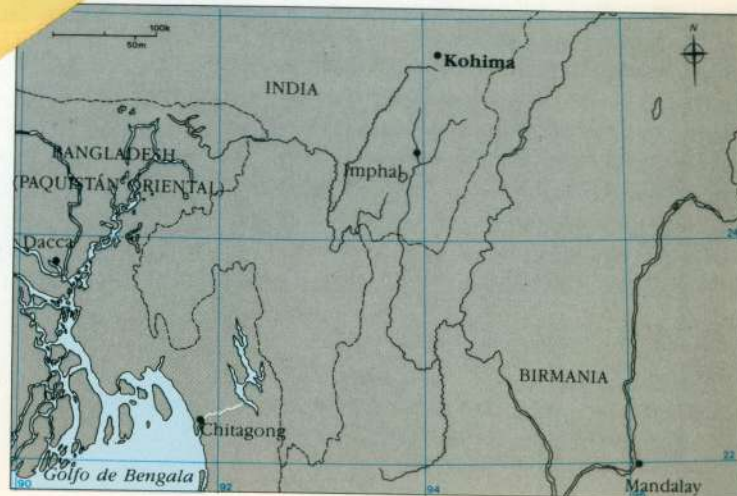 100k
50m
N
Kohima
INDIA
BANGLADESH
(PAQUISTÁN ORIENTAL)
Imphal
Dacca
24
BIRMANIA
Chitagong
Golfo de Bengala
22
Mandalay
90
92
94